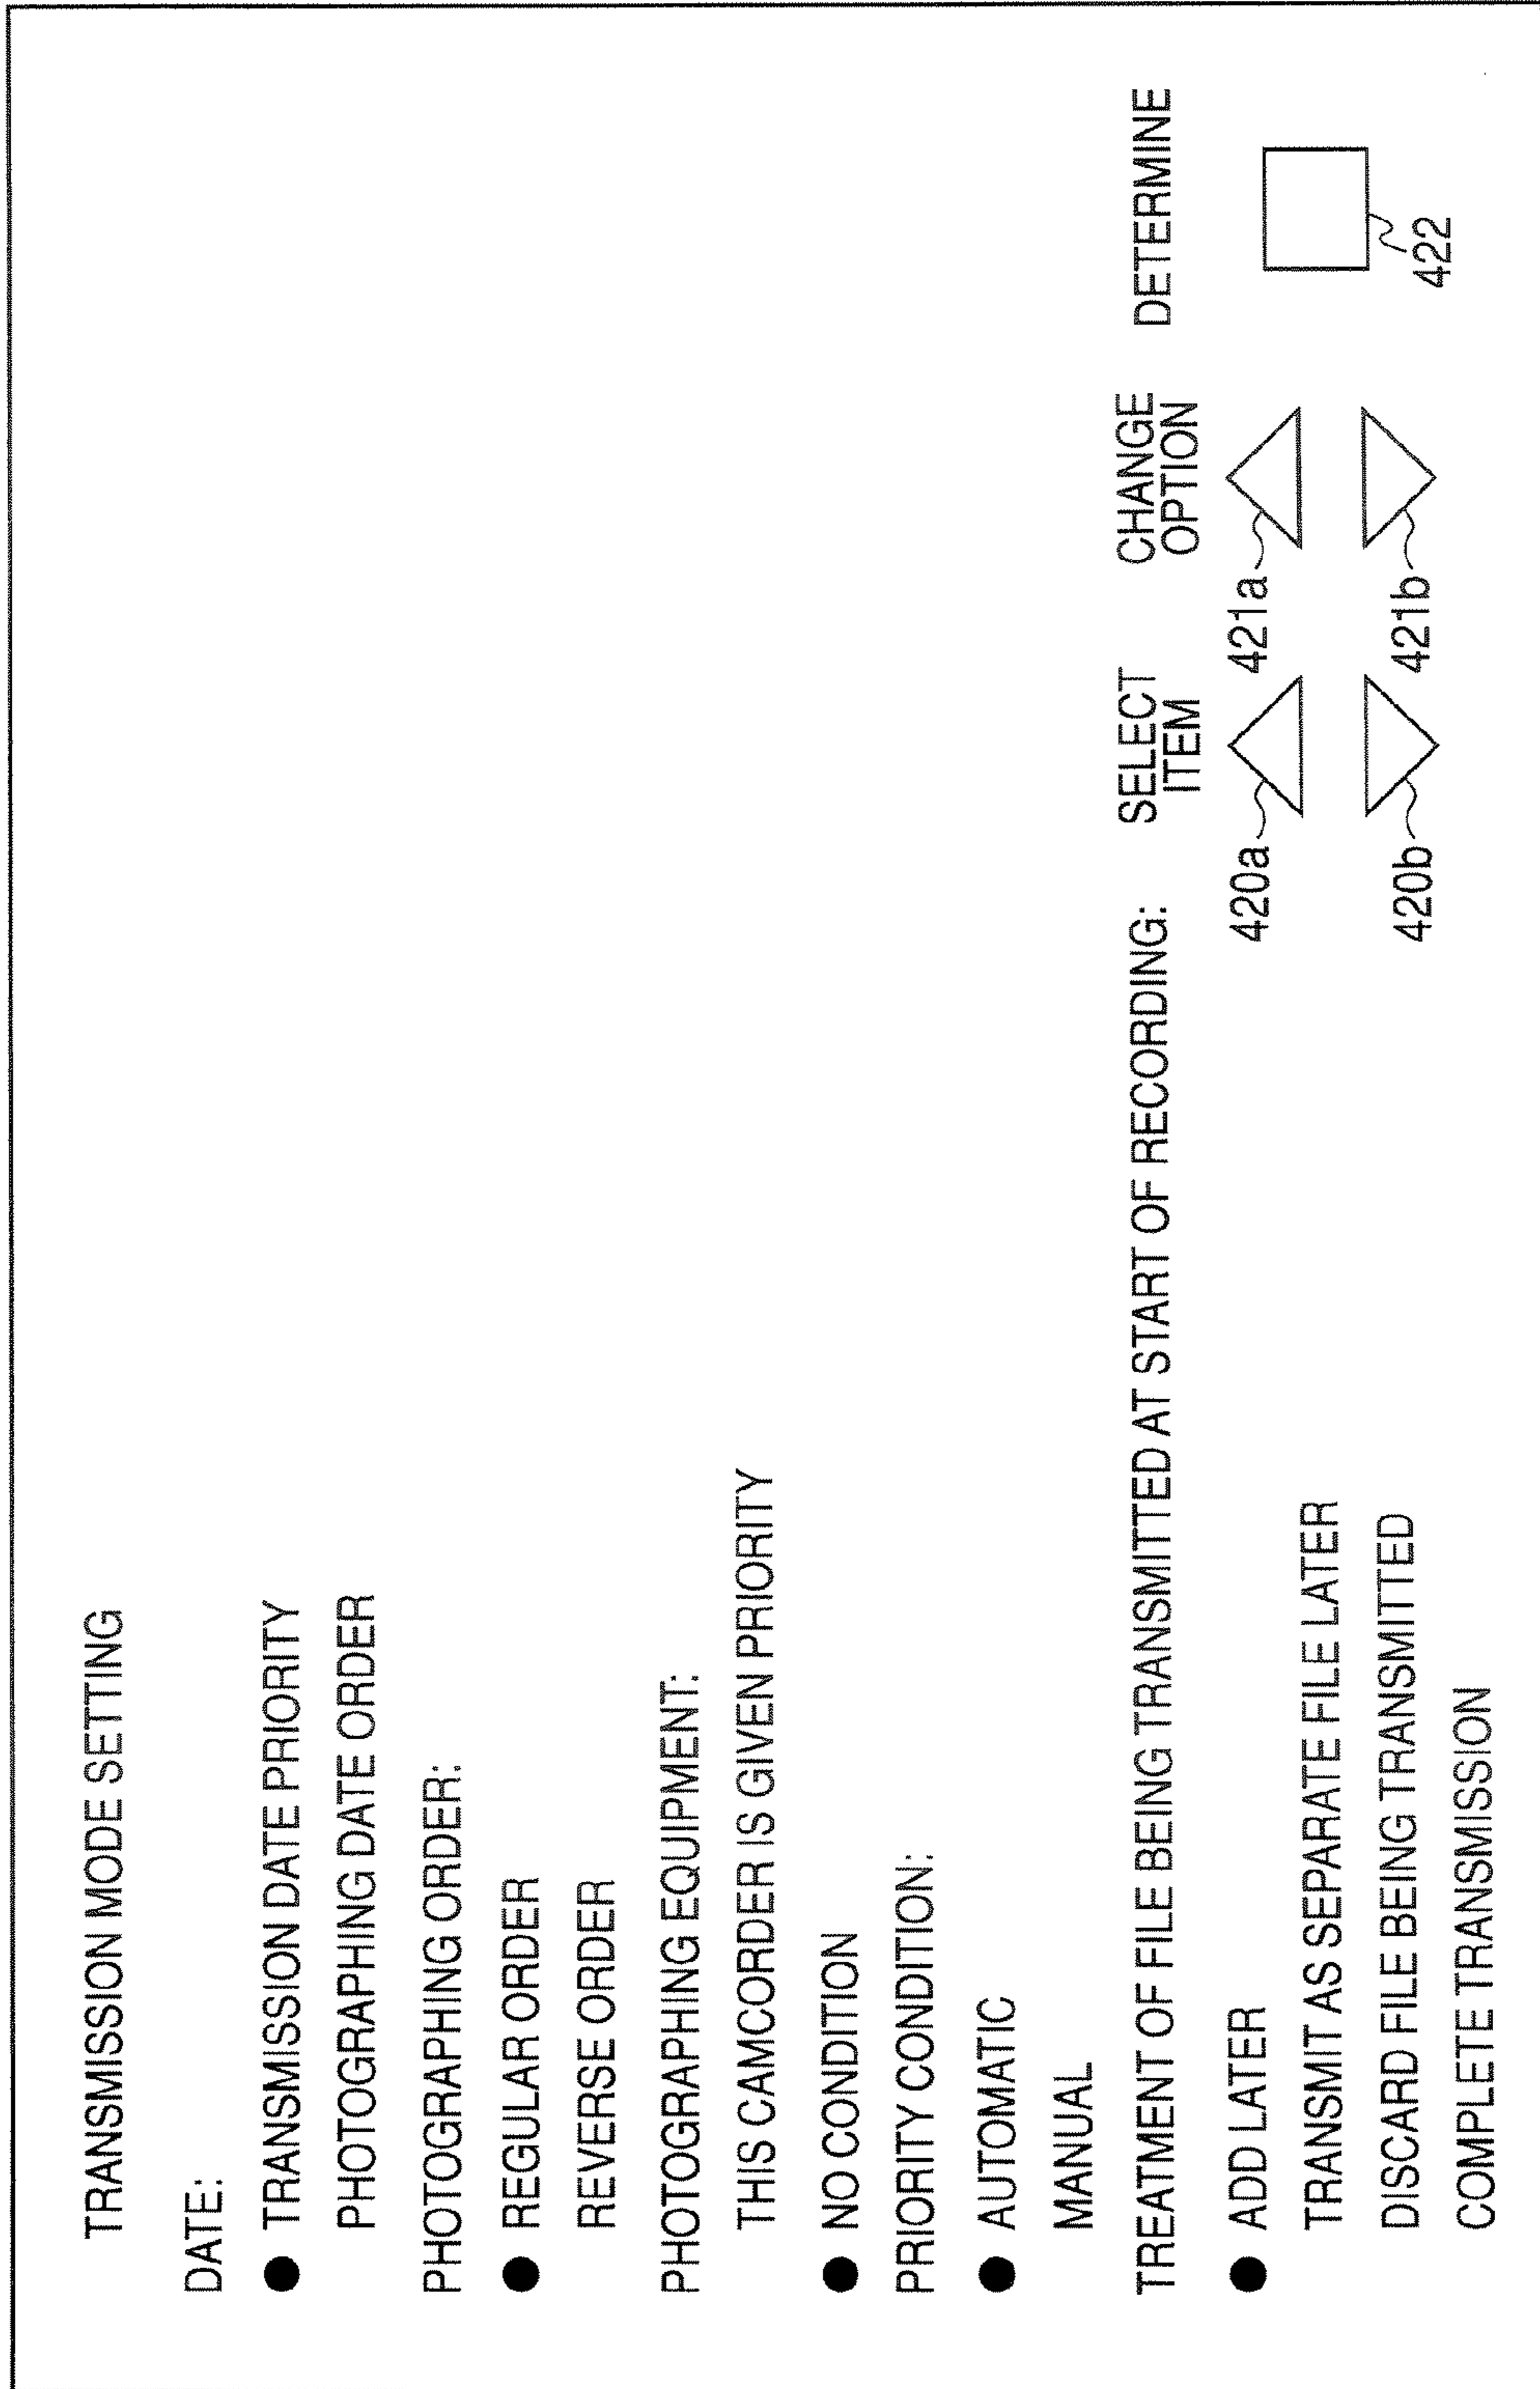 TRANSMISSION MODE SETTING
DATE:
● TRANSMISSION DATE PRIORITY
PHOTOGRAPHING DATE ORDER
PHOTOGRAPHING ORDER:
● REGULAR ORDER
REVERSE ORDER
PHOTOGRAPHING EQUIPMENT:
THIS CAMCORDER IS GIVEN PRIORITY
● NO CONDITION
PRIORITY CONDITION:
● AUTOMATIC
MANUAL
TREATMENT OF FILE BEING TRANSMITTED AT START OF RECORDING:
● ADD LATER
TRANSMIT AS SEPARATE FILE LATER
DISCARD FILE BEING TRANSMITTED
COMPLETE TRANSMISSION
SELECT
ITEM
420a
420b
CHANGE
OPTION
421a
421b
DETERMINE
422